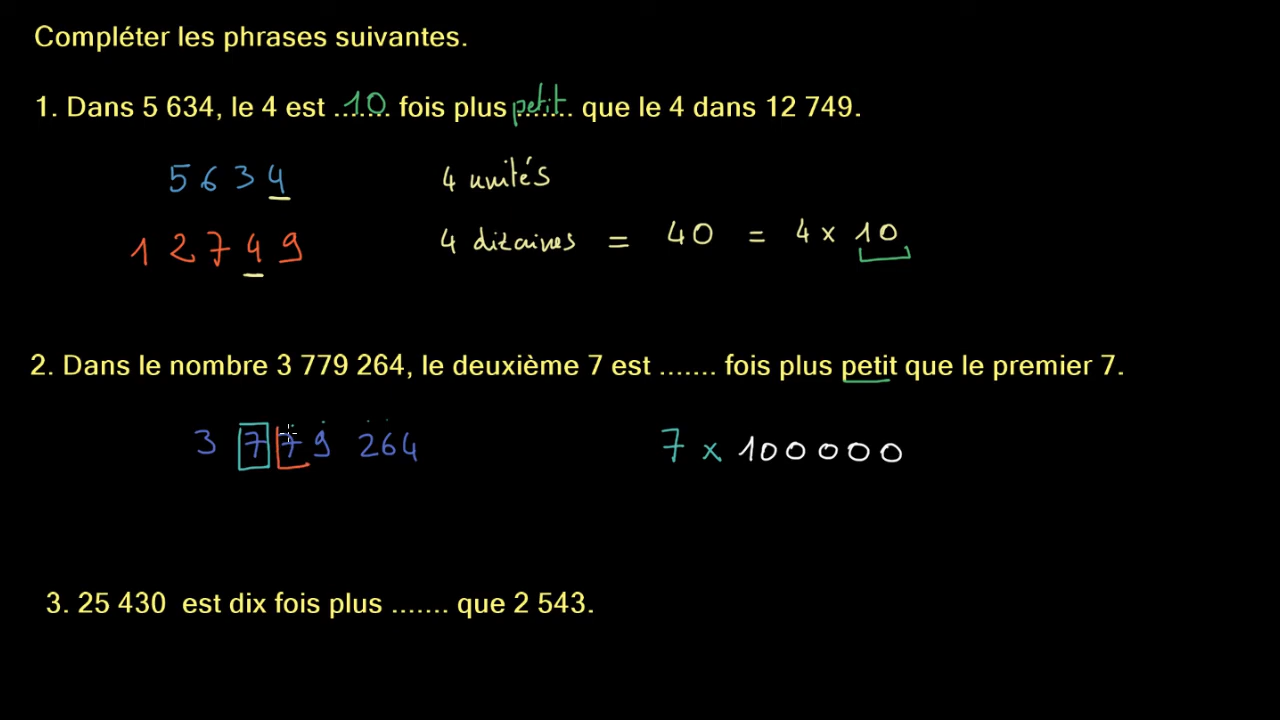 Compléter les phrases suivantes.
1. Dans 5 634, le 4 est ...10... fois plus petit... que le 4 dans 12 749.
5 6 3 4 4 unités
1 2 7 4 9 4 dizaines = 40 = 4 x 10
2. Dans le nombre 3 779 264, le deuxième 7 est ....... fois plus petit que le premier 7.
3 7 7 9 264 7 x 100000
3. 25 430 est dix fois plus ....... que 2 543.